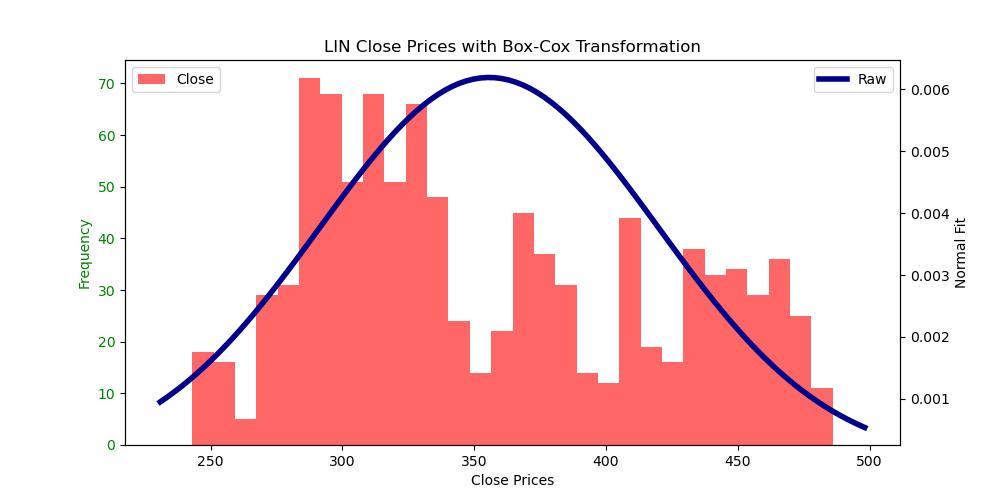 LIN Close Prices with Box-Cox Transformation
Close
Raw
Frequency
70
60
50
40
30
20
10
0
0.006
0.005
0.004
0.003
0.002
0.001
Normal Fit
250 300 350 400 450 500
Close Prices